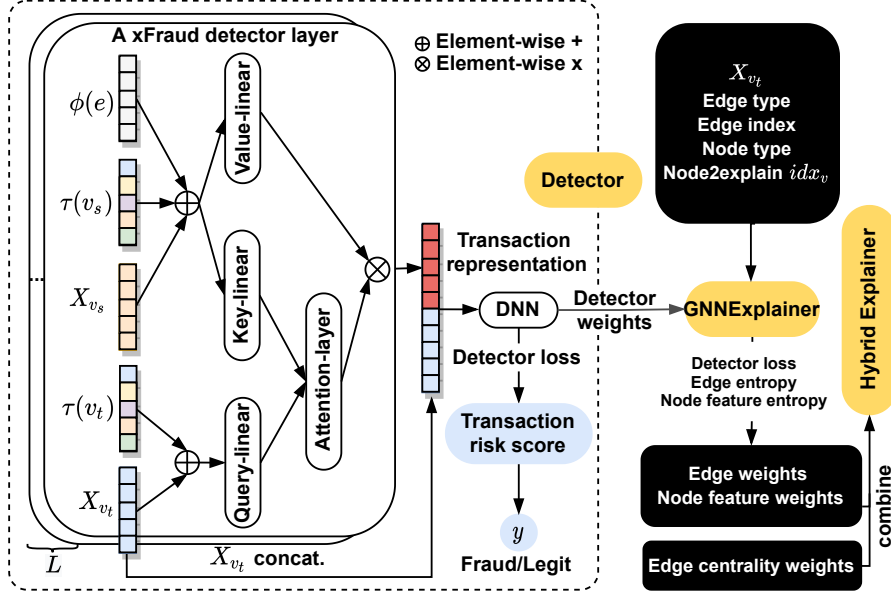 A xFraud detector layer
⊕ Element-wise +
⊗ Element-wise x
ϕ(e)
τ(v_s)
X_{v_s}
τ(v_t)
X_{v_t}
Value-linear
Key-linear
Query-linear
Attention-layer
L
X_{v_t} concat.
Transaction
representation
DNN
Detector loss
Transaction
risk score
y
Fraud/Legit
Detector
Detector
weights
X_{v_t}
Edge type
Edge index
Node type
Node2explain idx_v
GNNExplainer
Detector loss
Edge entropy
Node feature entropy
Edge weights
Node feature weights
Edge centrality weights
combine
Hybrid Explainer